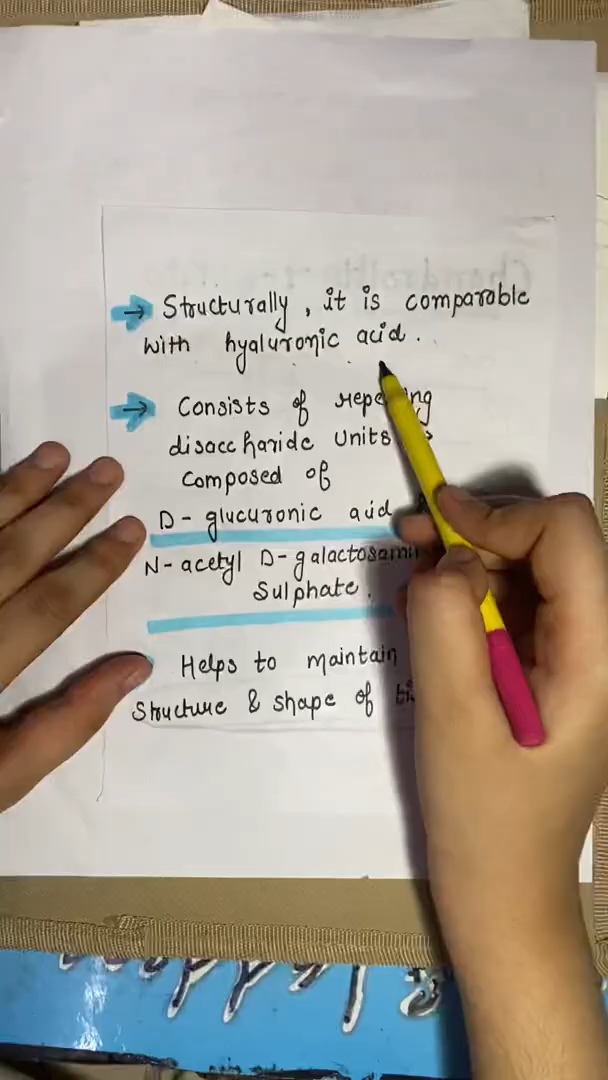 → Structurally, it is comparable
with hyaluronic acid.
→ Consists of
disaccharide units
composed of
D-glucuronic acid
N-acetyl D-
Sulphate.
Helps to maintain
Structure & shape of